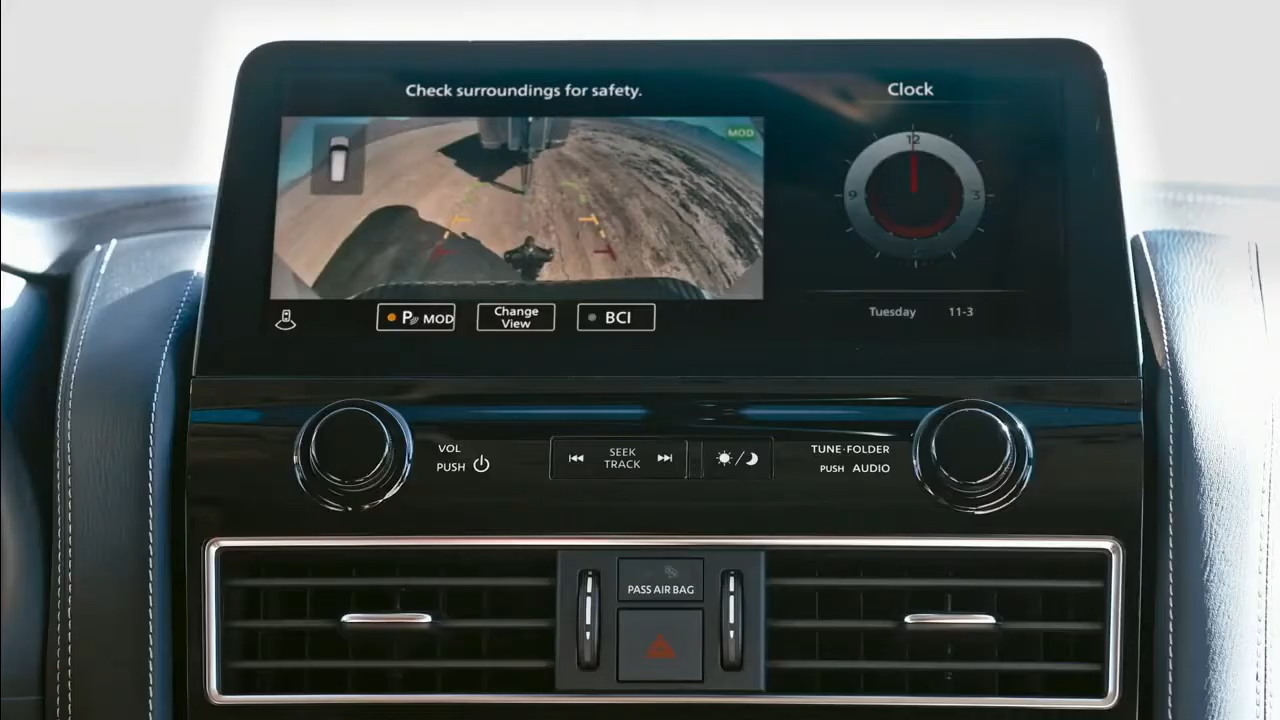 Check surroundings for safety.
Clock
MOD
12
9
3
P MOD
Change
View
BCI
Tuesday 11-3
VOL
PUSH
SEEK
TRACK
TUNE·FOLDER
PUSH AUDIO
PASS AIR BAG